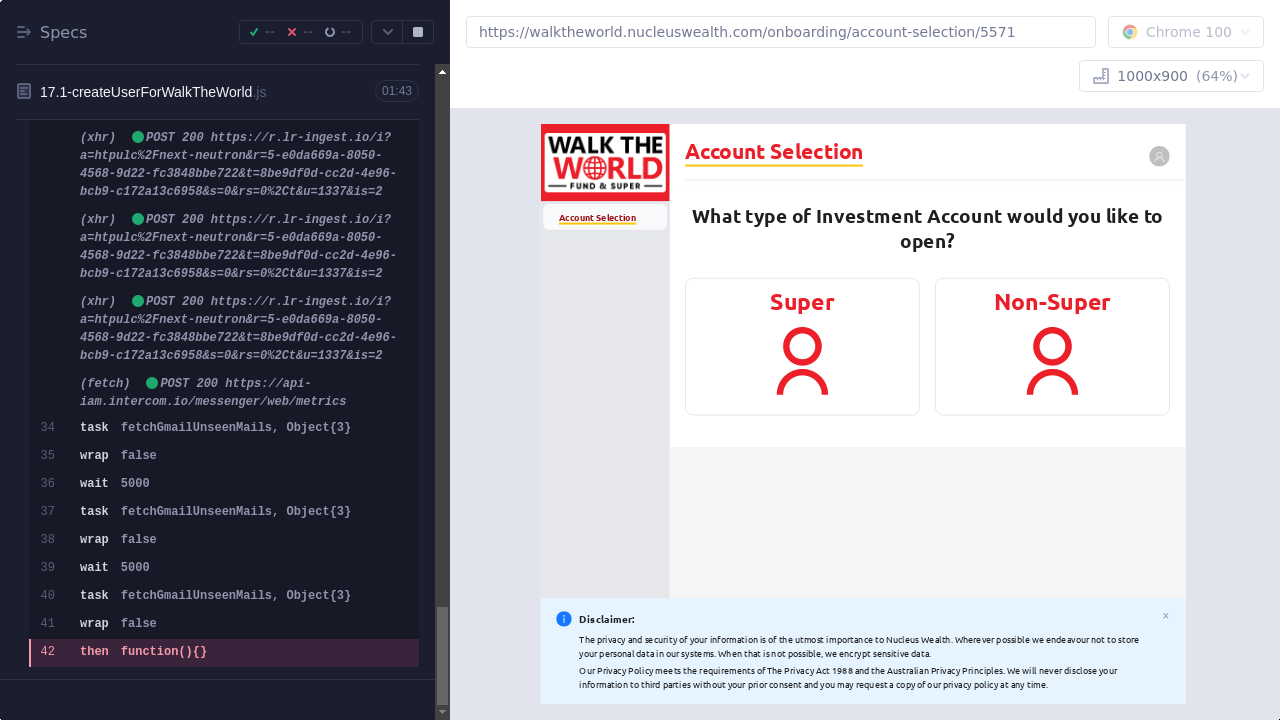 Specs
--
--
--
17.1-createUserForWalkTheWorld.js
01:43
(xhr) POST 200 https://r.lr-ingest.io/i?
a=htpulc%2Fnext-neutron&r=5-e0da669a-8050-
4568-9d22-fc3848bbe722&t=8be9df0d-cc2d-4e96-
bcb9-c172a13c6958&s=0&rs=0%2Ct&u=1337&is=2
(xhr) POST 200 https://r.lr-ingest.io/i?
a=htpulc%2Fnext-neutron&r=5-e0da669a-8050-
4568-9d22-fc3848bbe722&t=8be9df0d-cc2d-4e96-
bcb9-c172a13c6958&s=0&rs=0%2Ct&u=1337&is=2
(xhr) POST 200 https://r.lr-ingest.io/i?
a=htpulc%2Fnext-neutron&r=5-e0da669a-8050-
4568-9d22-fc3848bbe722&t=8be9df0d-cc2d-4e96-
bcb9-c172a13c6958&s=0&rs=0%2Ct&u=1337&is=2
(fetch) POST 200 https://api-
iam.intercom.io/messenger/web/metrics
34 task fetchGmailUnseenMails, Object{3}
35 wrap false
36 wait 5000
37 task fetchGmailUnseenMails, Object{3}
38 wrap false
39 wait 5000
40 task fetchGmailUnseenMails, Object{3}
41 wrap false
42 then function(){}
https://walktheworld.nucleuswealth.com/onboarding/account-selection/5571
Chrome 100
1000x900 (64%)
WALK THE
WORLD
FUND & SUPER
Account Selection
Account Selection
What type of Investment Account would you like to
open?
Super
Non-Super
Disclaimer:
×
The privacy and security of your information is of the utmost importance to Nucleus Wealth. Wherever possible we endeavour not to store
your personal data in our systems. When that is not possible, we encrypt sensitive data.
Our Privacy Policy meets the requirements of The Privacy Act 1988 and the Australian Privacy Principles. We will never disclose your
information to third parties without your prior consent and you may request a copy of our privacy policy at any time.